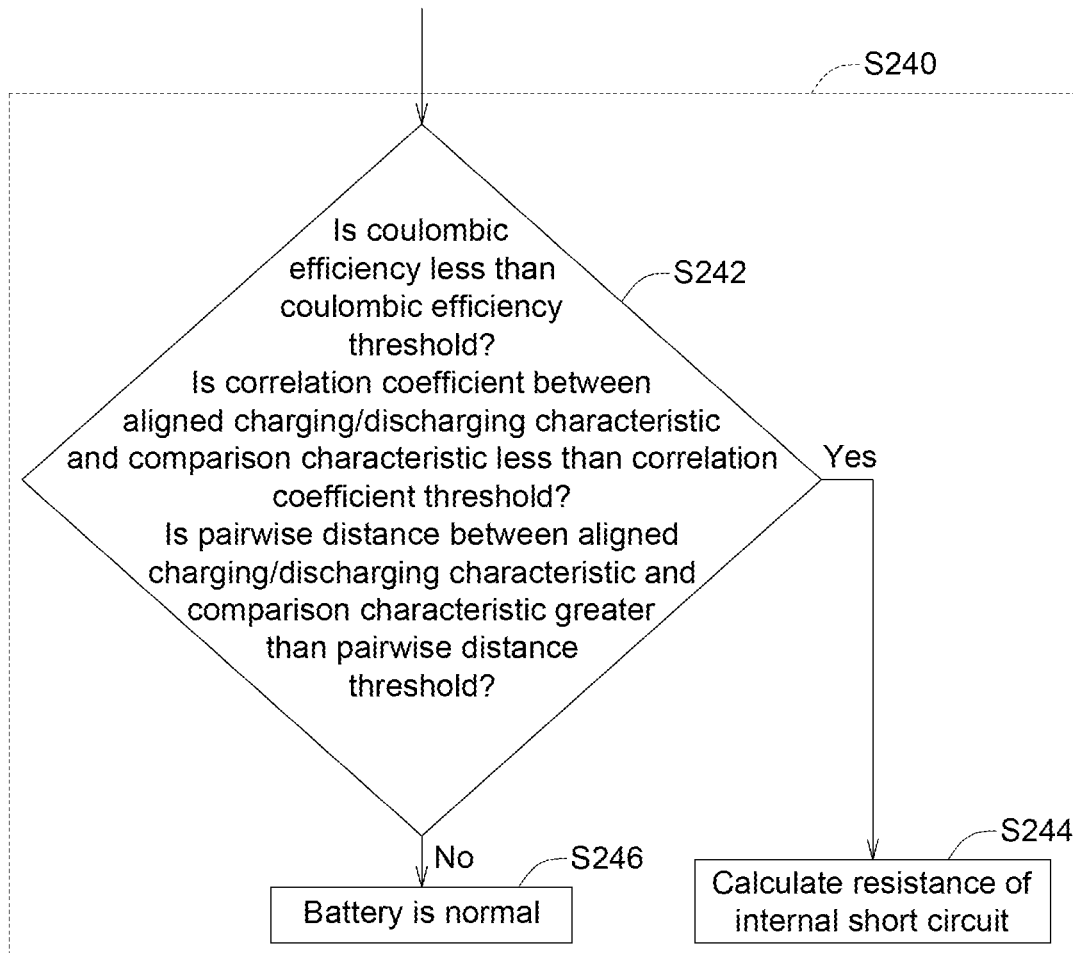 S240
Is coulombic
efficiency less than
coulombic efficiency
threshold?
Is correlation coefficient between
aligned charging/discharging characteristic
and comparison characteristic less than correlation
coefficient threshold?
Is pairwise distance between aligned
charging/discharging characteristic and
comparison characteristic greater
than pairwise distance
threshold?
S242
Yes
No
S246
Battery is normal
S244
Calculate resistance of
internal short circuit